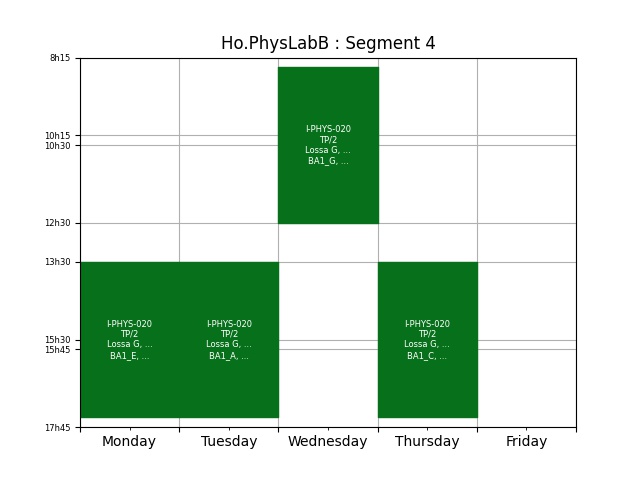 Ho.PhysLabB : Segment 4
8h15
10h15
10h30
12h30
13h30
15h30
15h45
17h45
I-PHYS-020
TP/2
Lossa G, ...
BA1_G, ...
I-PHYS-020
TP/2
Lossa G, ...
BA1_E, ...
I-PHYS-020
TP/2
Lossa G, ...
BA1_A, ...
I-PHYS-020
TP/2
Lossa G, ...
BA1_C, ...
Monday
Tuesday
Wednesday
Thursday
Friday